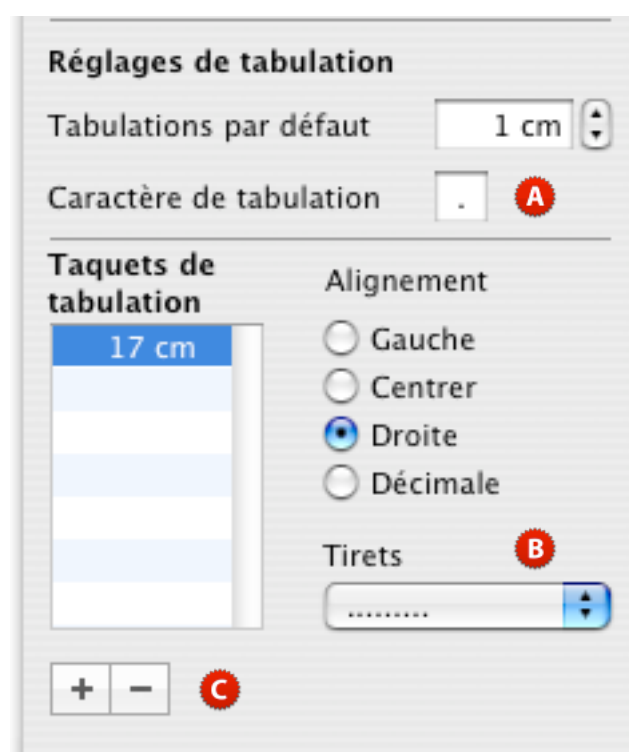 Réglages de tabulation
Tabulations par défaut 1 cm
Caractère de tabulation . A
Taquets de
tabulation
Alignement
17 cm
Gauche
Centrer
Droite
Décimale
Tirets B
.........
+ − C